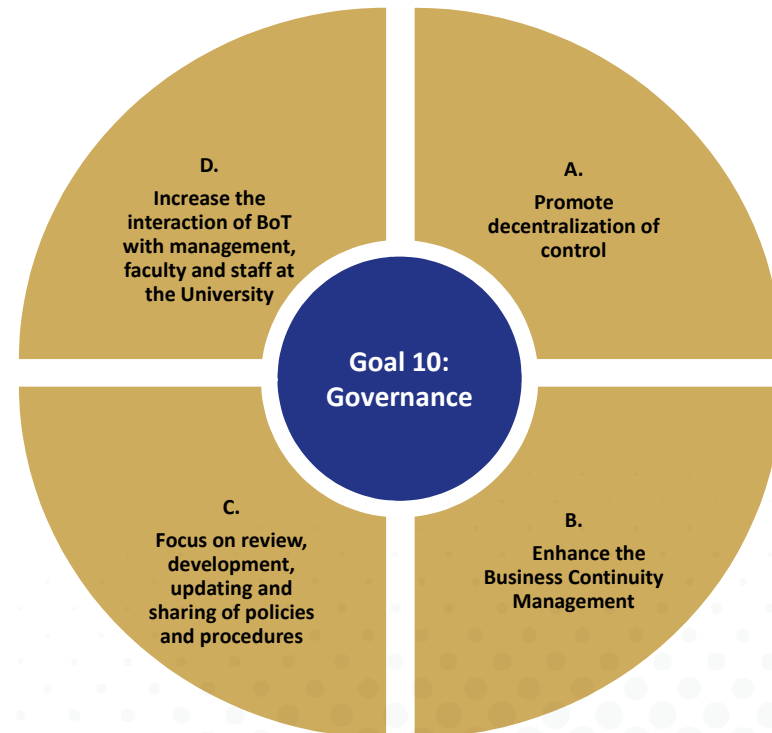 D.
Increase the
interaction of BoT
with management,
faculty and staff at
the University
A.
Promote
decentralization of
control
Goal 10:
Governance
C.
Focus on review,
development,
updating and
sharing of policies
and procedures
B.
Enhance the
Business Continuity
Management